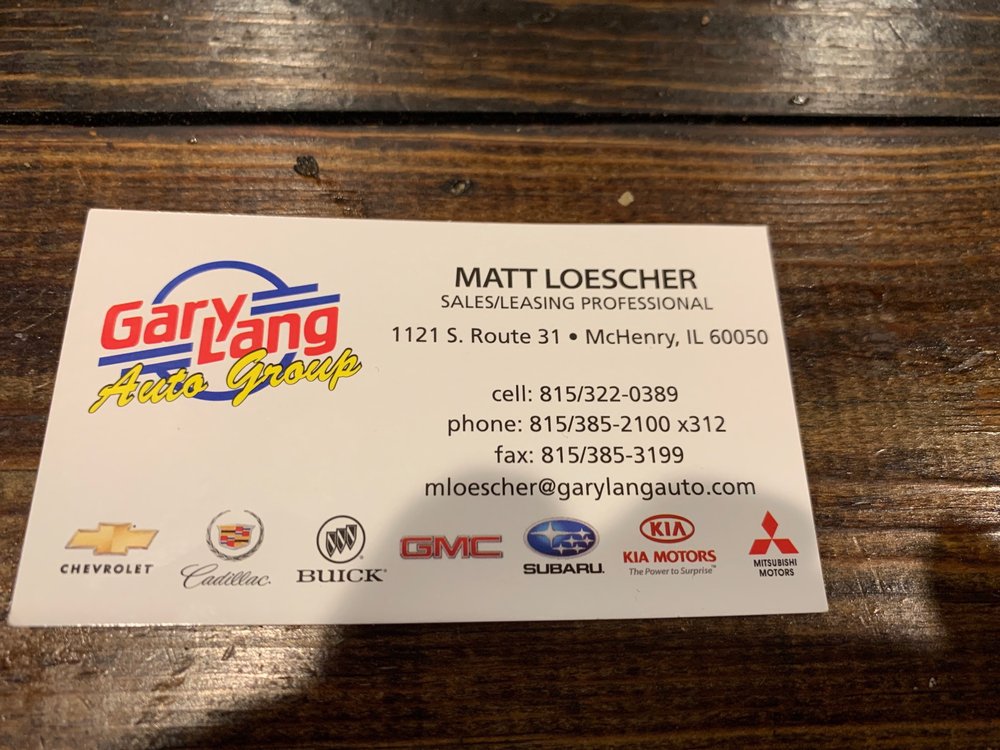 Gary Lang
Auto Group
MATT LOESCHER
SALES/LEASING PROFESSIONAL
1121 S. Route 31 • McHenry, IL 60050
cell: 815/322-0389
phone: 815/385-2100 x312
fax: 815/385-3199
mloescher@garylangauto.com
CHEVROLET
Cadillac.
BUICK®
GMC
SUBARU.
KIA
KIA MOTORS
The Power to Surprise™
MITSUBISHI
MOTORS